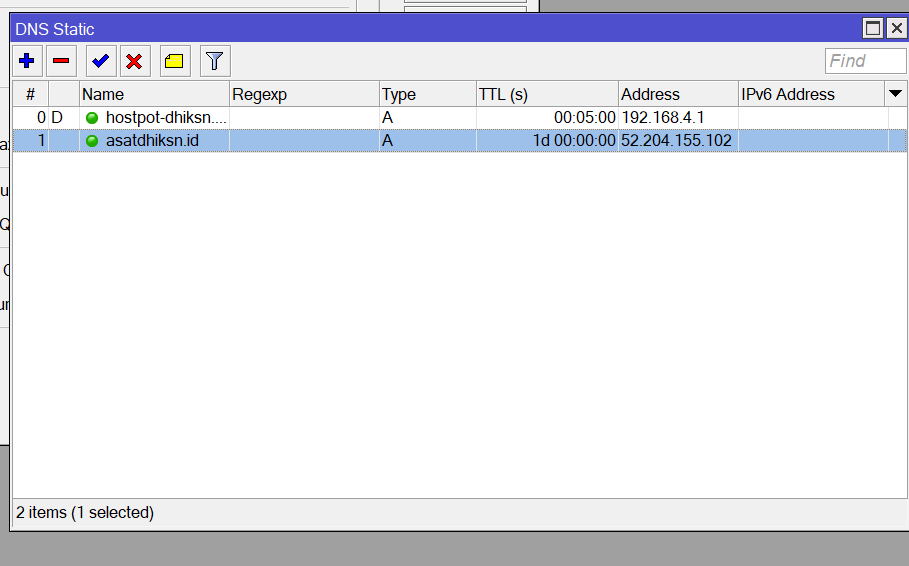 DNS Static
Find
# Name Regexp Type TTL (s) Address IPv6 Address
0 D hostpot-dhiksn.... A 00:05:00 192.168.4.1
1 asatdhiksn.id A 1d 00:00:00 52.204.155.102
2 items (1 selected)